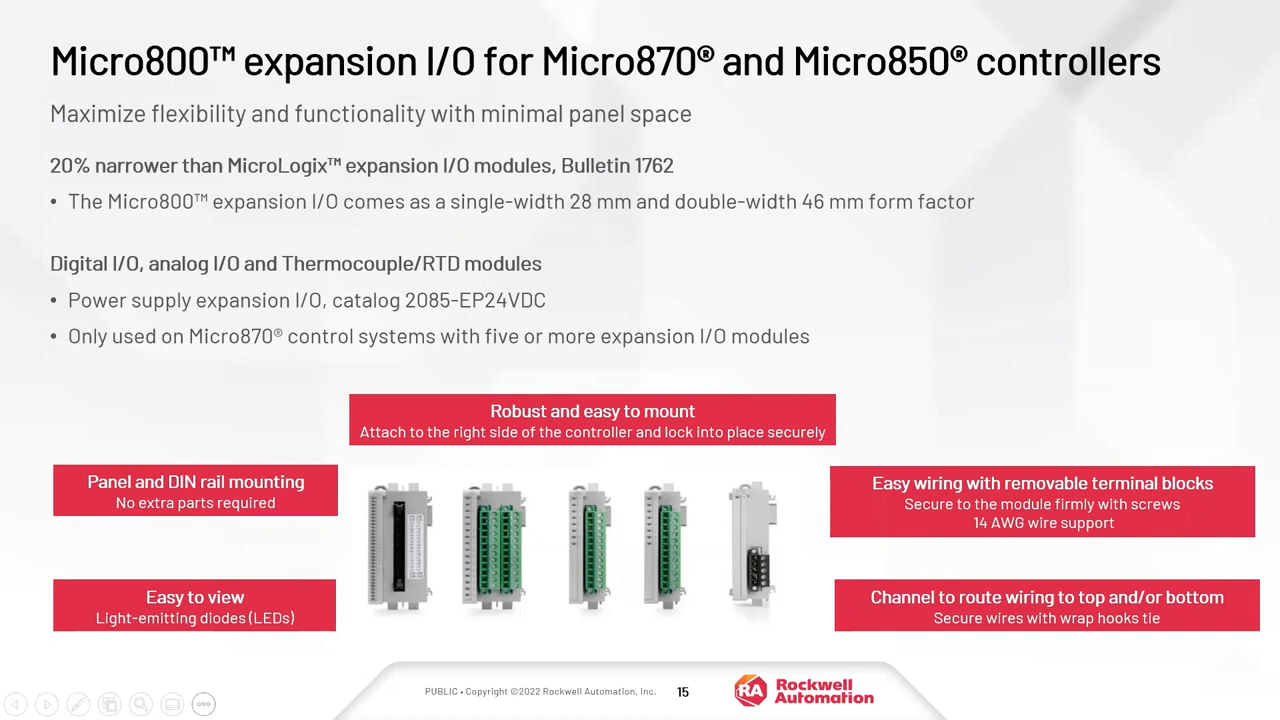 Micro800™ expansion I/O for Micro870® and Micro850® controllers
Maximize flexibility and functionality with minimal panel space
20% narrower than MicroLogix™ expansion I/O modules, Bulletin 1762
• The Micro800™ expansion I/O comes as a single-width 28 mm and double-width 46 mm form factor
Digital I/O, analog I/O and Thermocouple/RTD modules
• Power supply expansion I/O, catalog 2085-EP24VDC
• Only used on Micro870® control systems with five or more expansion I/O modules
Robust and easy to mount
Attach to the right side of the controller and lock into place securely
Panel and DIN rail mounting
No extra parts required
Easy wiring with removable terminal blocks
Secure to the module firmly with screws
14 AWG wire support
Easy to view
Light-emitting diodes (LEDs)
Channel to route wiring to top and/or bottom
Secure wires with wrap hooks tie
PUBLIC • Copyright ©2022 Rockwell Automation, Inc.
15
RA
Rockwell
Automation